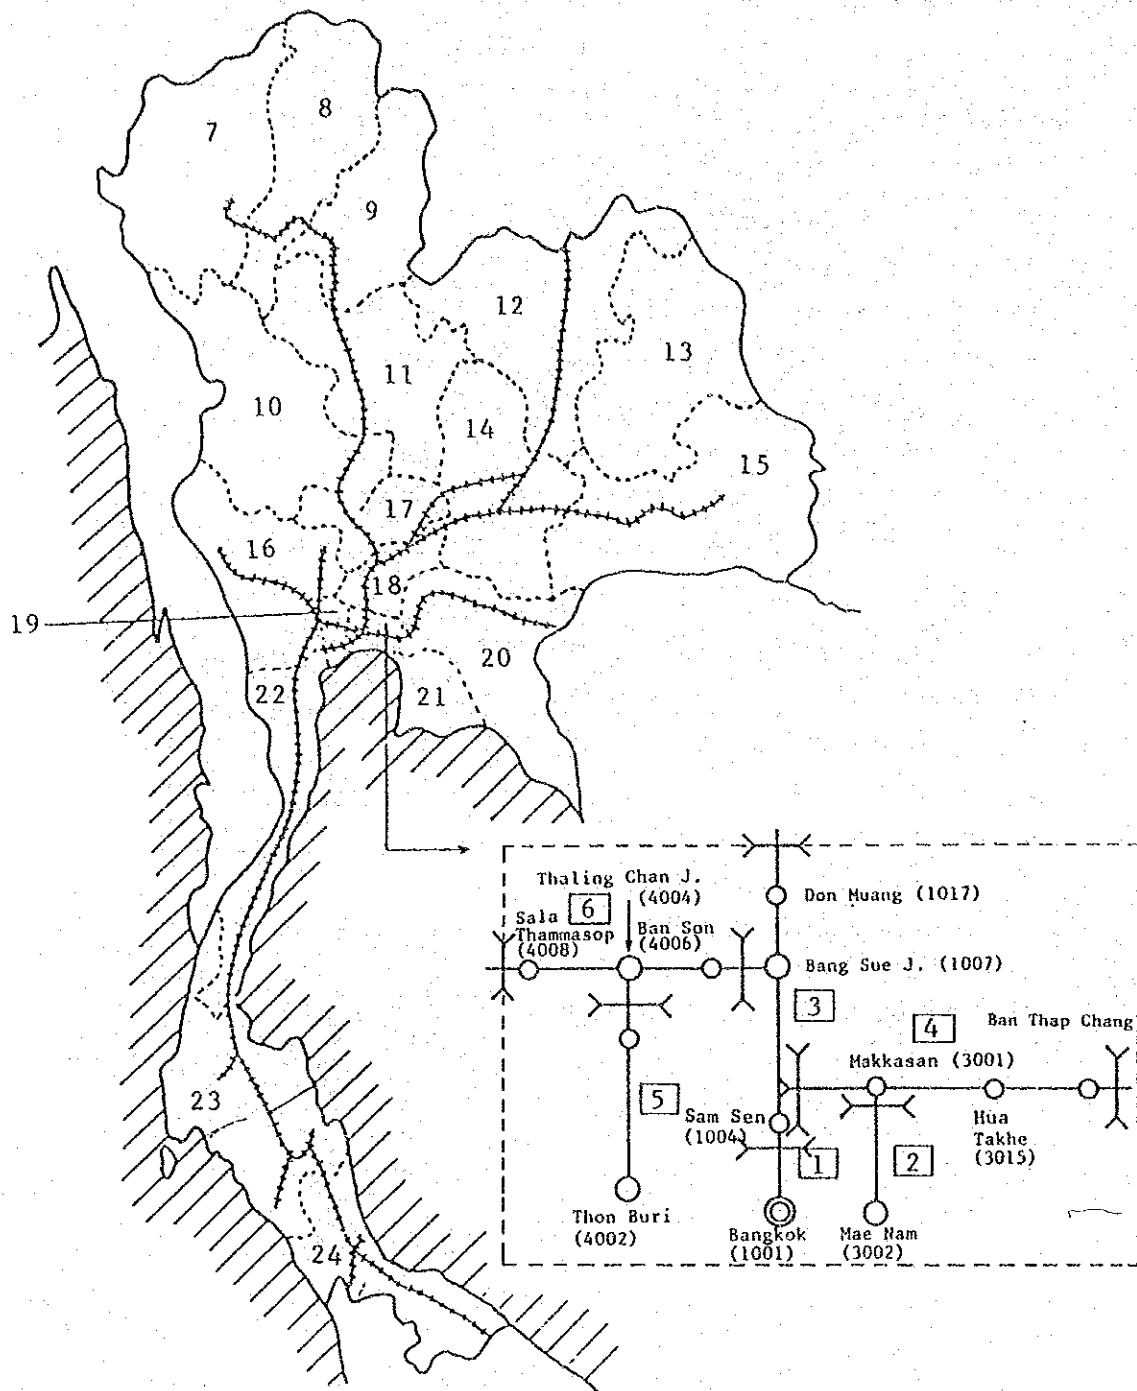 7
8
9
12
13
11
10
14
15
17
16
18
19
20
22
21
23
24
Thaling Chan J.
(4004)
6
Sala
Thammasop
(4008)
Ban Son
(4006)
Don Muang (1017)
Bang Sue J. (1007)
3
4
Ban Thap Chang
Makkasan (3001)
5
Sam Sen
(1004)
Hua
Takhe
(3015)
1
2
Thon Buri
(4002)
Bangkok
(1001)
Mae Nam
(3002)